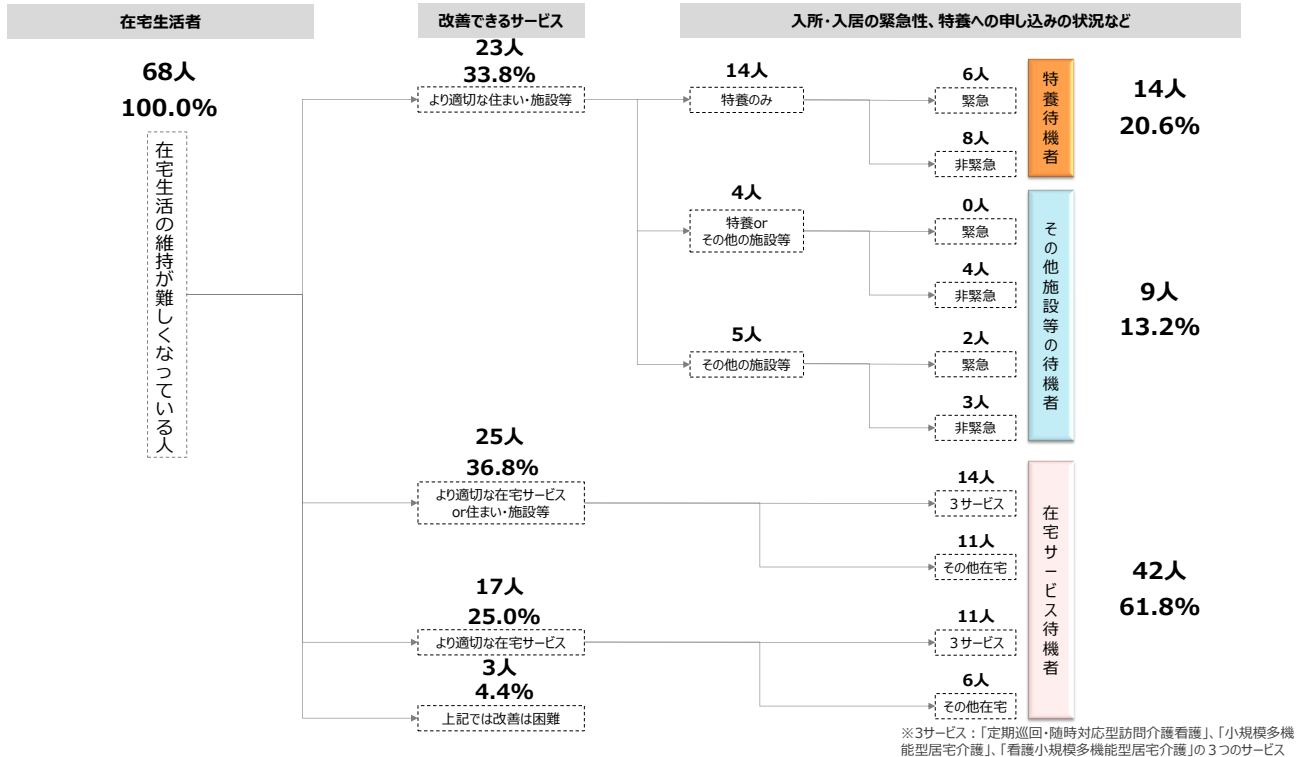 在宅生活者
改善できるサービス
入所・入居の緊急性、特養への申し込みの状況など
68人
100.0%
在宅生活の維持が難しくなっている人
23人
33.8%
より適切な住まい・施設等
14人
特養のみ
6人
緊急
8人
非緊急
特養待機者
14人
20.6%
4人
特養or
その他の施設等
0人
緊急
4人
非緊急
5人
その他の施設等
2人
緊急
3人
非緊急
その他施設等の待機者
9人
13.2%
25人
36.8%
より適切な在宅サービス
or住まい・施設等
14人
３サービス
11人
その他在宅
17人
25.0%
より適切な在宅サービス
11人
３サービス
6人
その他在宅
在宅サービス待機者
42人
61.8%
3人
4.4%
上記では改善は困難
※3サービス：「定期巡回・随時対応型訪問介護看護」、「小規模多機
能型居宅介護」、「看護小規模多機能型居宅介護」の３つのサービス